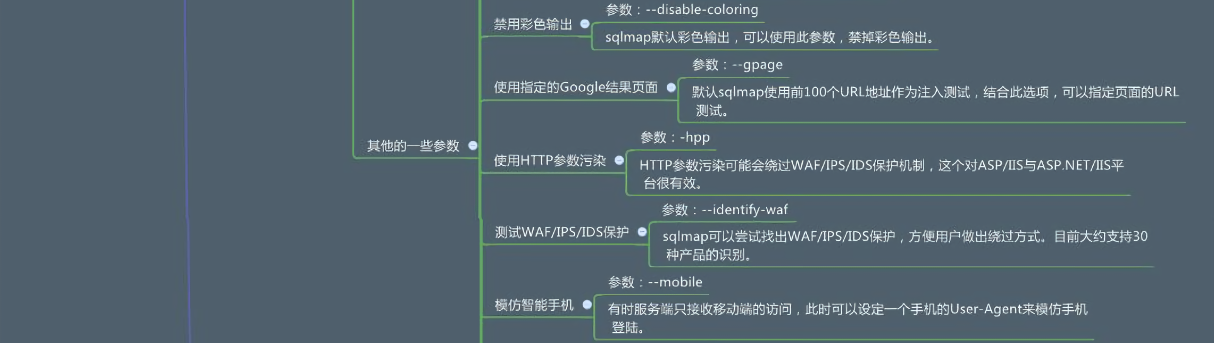 参数：--disable-coloring
禁用彩色输出
sqlmap默认彩色输出，可以使用此参数，禁掉彩色输出。
参数：--gpage
使用指定的Google结果页面
默认sqlmap使用前100个URL地址作为注入测试，结合此选项，可以指定页面的URL
测试。
其他的一些参数
参数：-hpp
使用HTTP参数污染
HTTP参数污染可能会绕过WAF/IPS/IDS保护机制，这个对ASP/IIS与ASP.NET/IIS平
台很有效。
参数：--identify-waf
测试WAF/IPS/IDS保护
sqlmap可以尝试找出WAF/IPS/IDS保护，方便用户做出绕过方式。目前大约支持30
种产品的识别。
参数：--mobile
模仿智能手机
有时服务端只接收移动端的访问，此时可以设定一个手机的User-Agent来模仿手机
登陆。